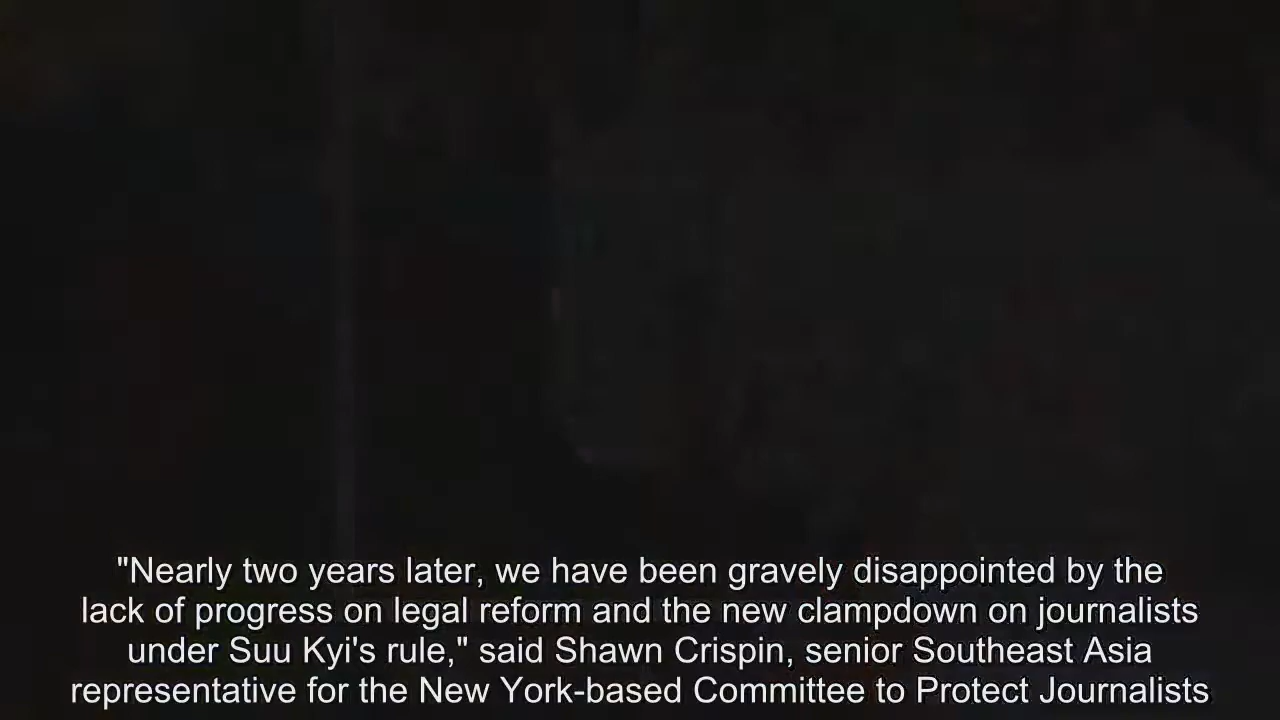 "Nearly two years later, we have been gravely disappointed by the
lack of progress on legal reform and the new clampdown on journalists
under Suu Kyi's rule," said Shawn Crispin, senior Southeast Asia
representative for the New York-based Committee to Protect Journalists